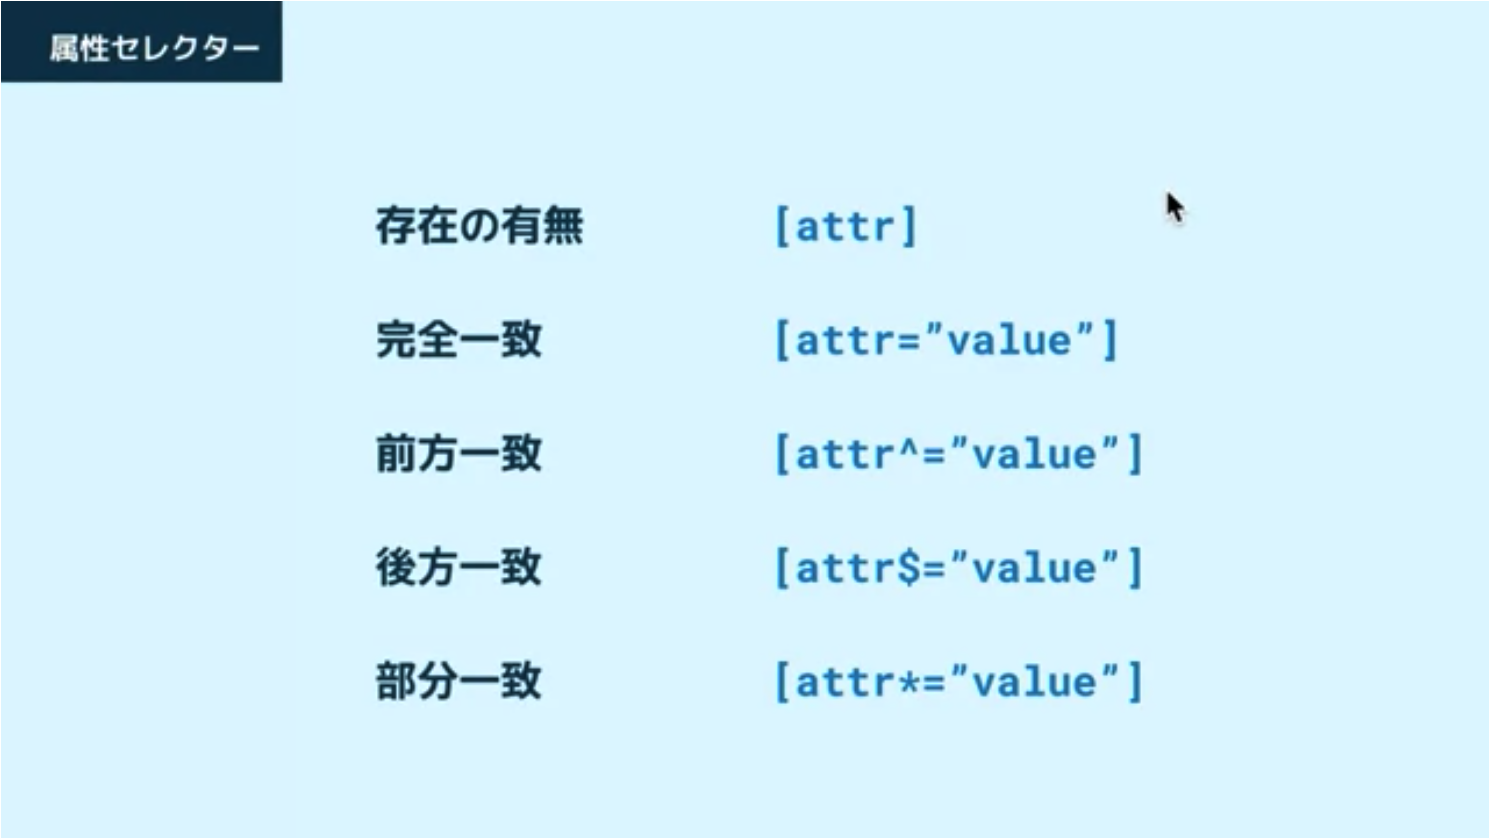 属性セレクター
存在の有無 [attr]
完全一致 [attr=”value”]
前方一致 [attr^=”value”]
後方一致 [attr$=”value”]
部分一致 [attr*=”value”]